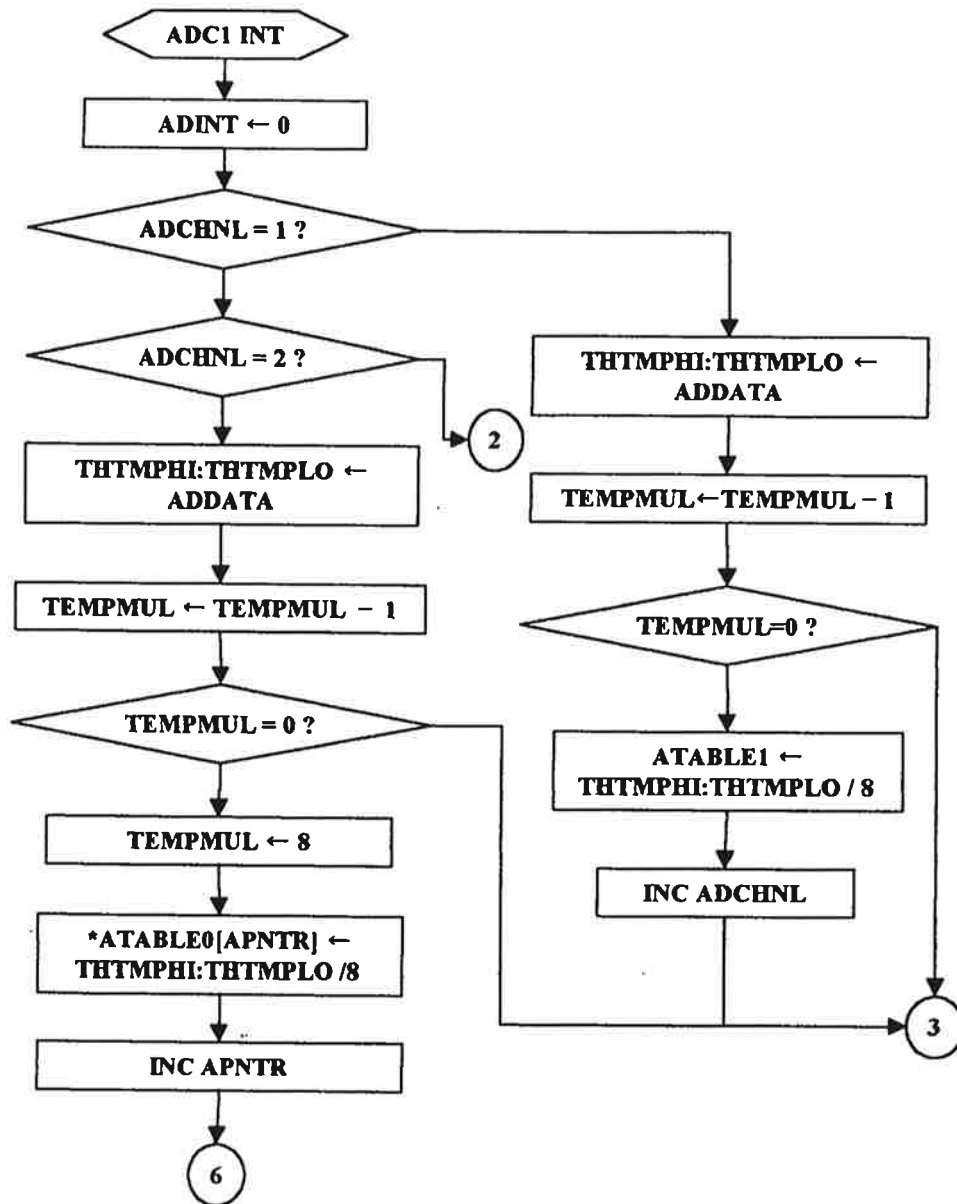 ADC1 INT
ADINT ← 0
ADCHNL = 1 ?
ADCHNL = 2 ?
2
THTMPHI:THTMPLO ←
ADDATA
TEMPMUL ← TEMPMUL − 1
TEMPMUL = 0 ?
TEMPMUL ← 8
*ATABLE0[APNTR] ←
THTMPHI:THTMPLO /8
INC APNTR
6
THTMPHI:THTMPLO ←
ADDATA
TEMPMUL←TEMPMUL − 1
TEMPMUL=0 ?
ATABLE1 ←
THTMPHI:THTMPLO / 8
INC ADCHNL
3